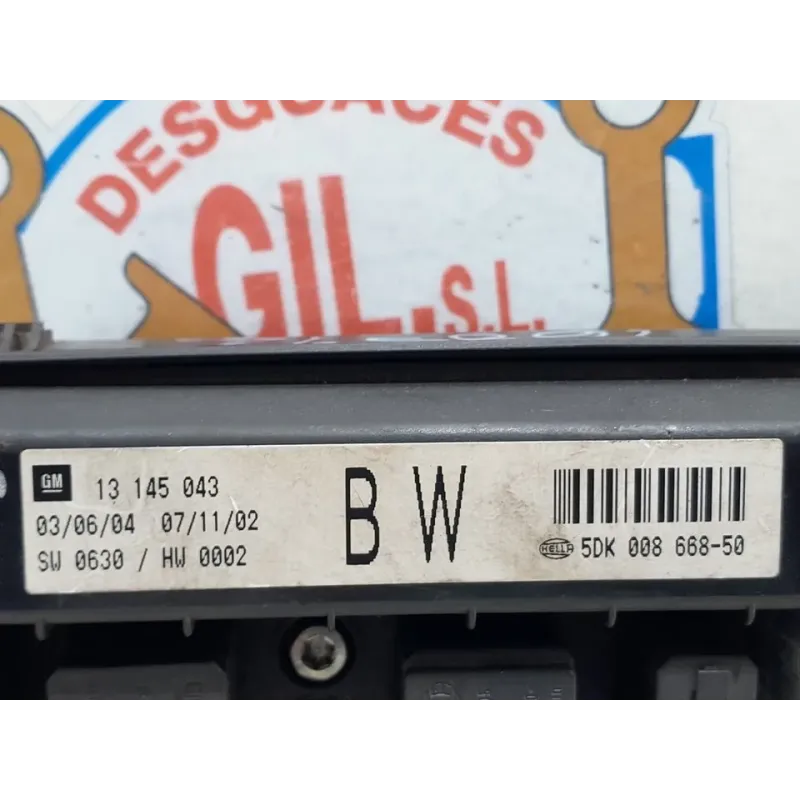 DESGUACES
GIL.S.L.
GM 13 145 043
03/06/04 07/11/02
SW 0630 / HW 0002
B W
HELLA 5DK 008 668-50